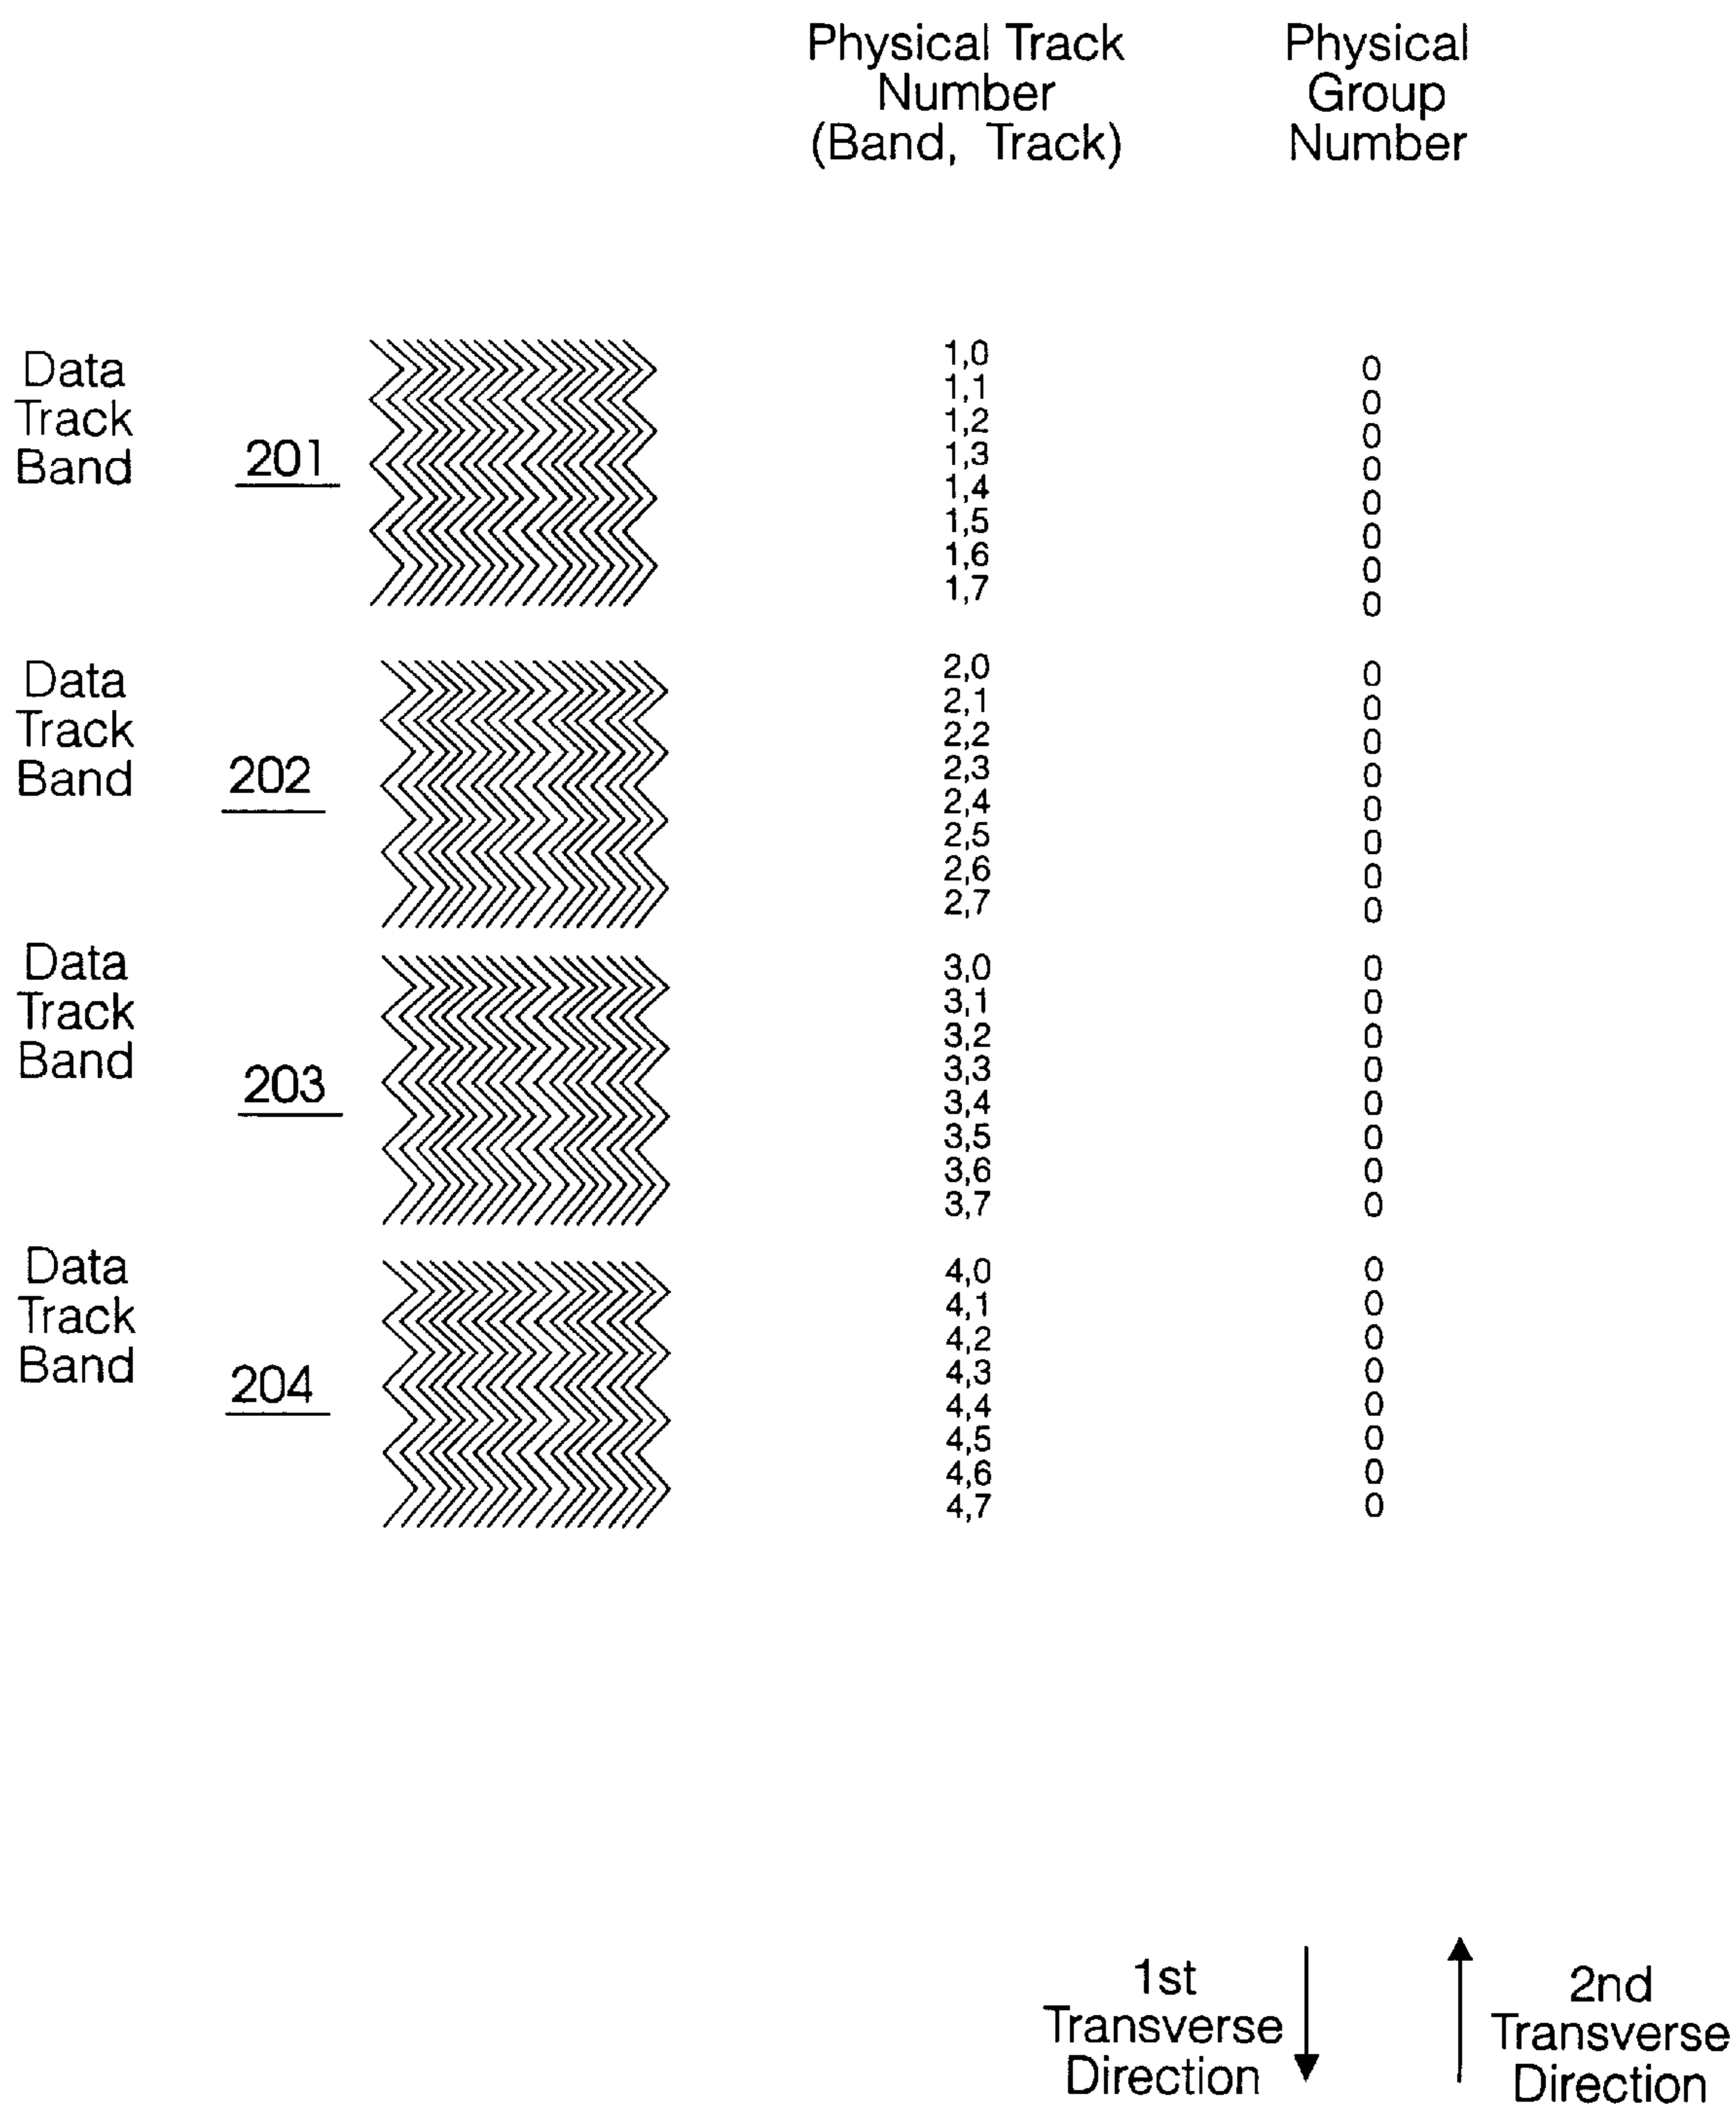 Physical Track
Number
(Band, Track)
Physical
Group
Number
Data
Track
Band
201
1,0 0
1,1 0
1,2 0
1,3 0
1,4 0
1,5 0
1,6 0
1,7 0
Data
Track
Band
202
2,0 0
2,1 0
2,2 0
2,3 0
2,4 0
2,5 0
2,6 0
2,7 0
Data
Track
Band
203
3,0 0
3,1 0
3,2 0
3,3 0
3,4 0
3,5 0
3,6 0
3,7 0
Data
Track
Band
204
4,0 0
4,1 0
4,2 0
4,3 0
4,4 0
4,5 0
4,6 0
4,7 0
1st
Transverse
Direction
2nd
Transverse
Direction